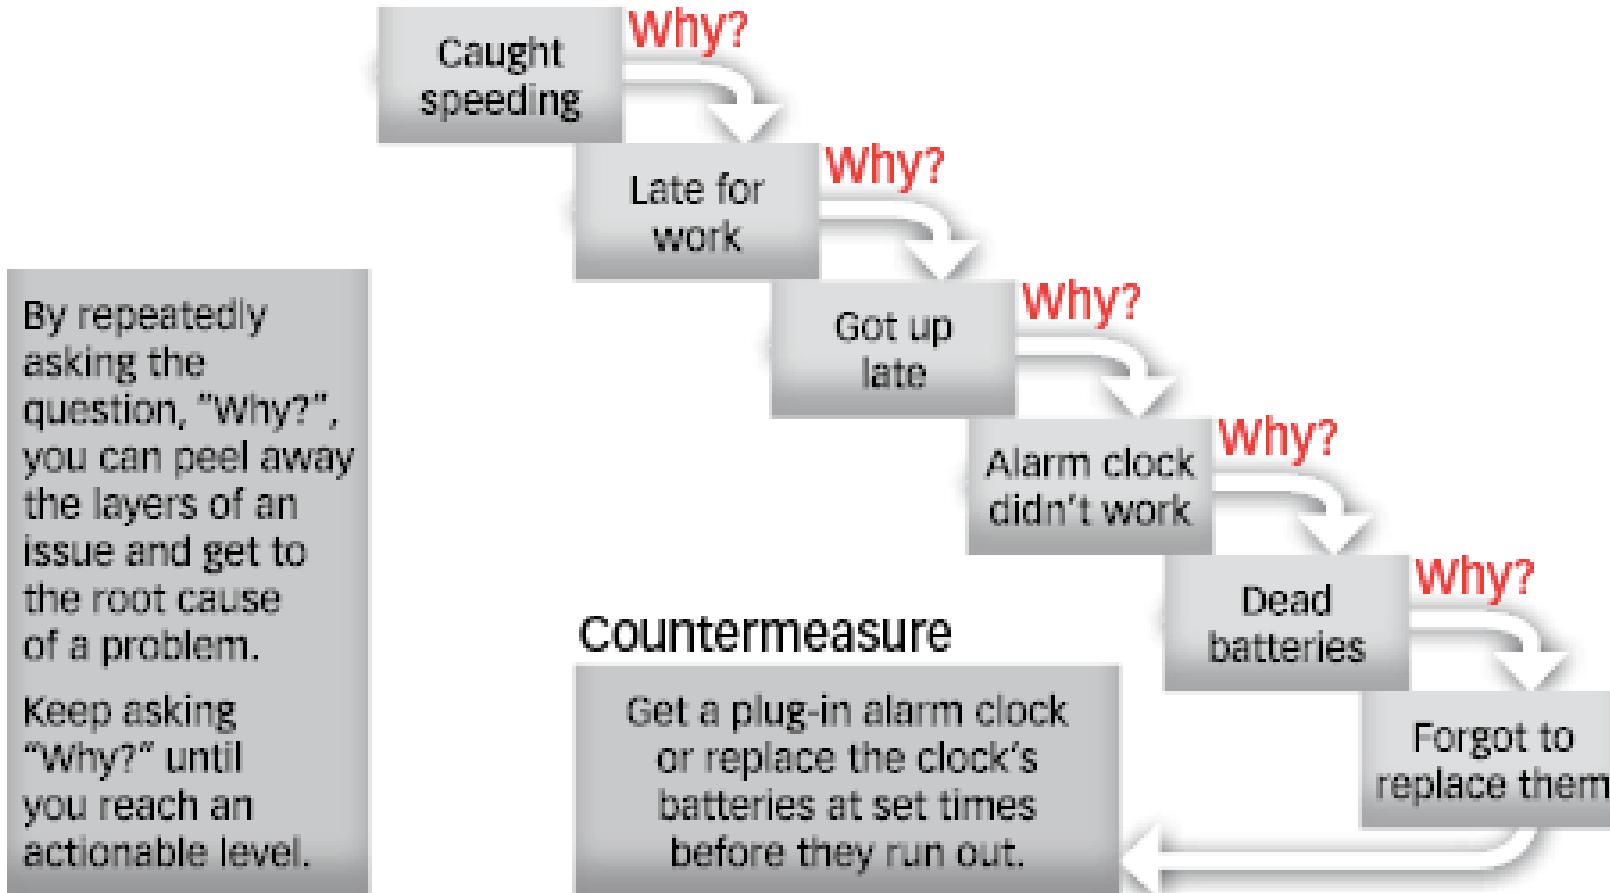 Caught
speeding
Why?
Late for
work
Why?
Got up
late
Why?
Alarm clock
didn't work
Why?
Dead
batteries
Why?
Forgot to
replace them
Countermeasure
Get a plug-in alarm clock
or replace the clock's
batteries at set times
before they run out.
By repeatedly
asking the
question, "Why?",
you can peel away
the layers of an
issue and get to
the root cause
of a problem.
Keep asking
"Why?" until
you reach an
actionable level.